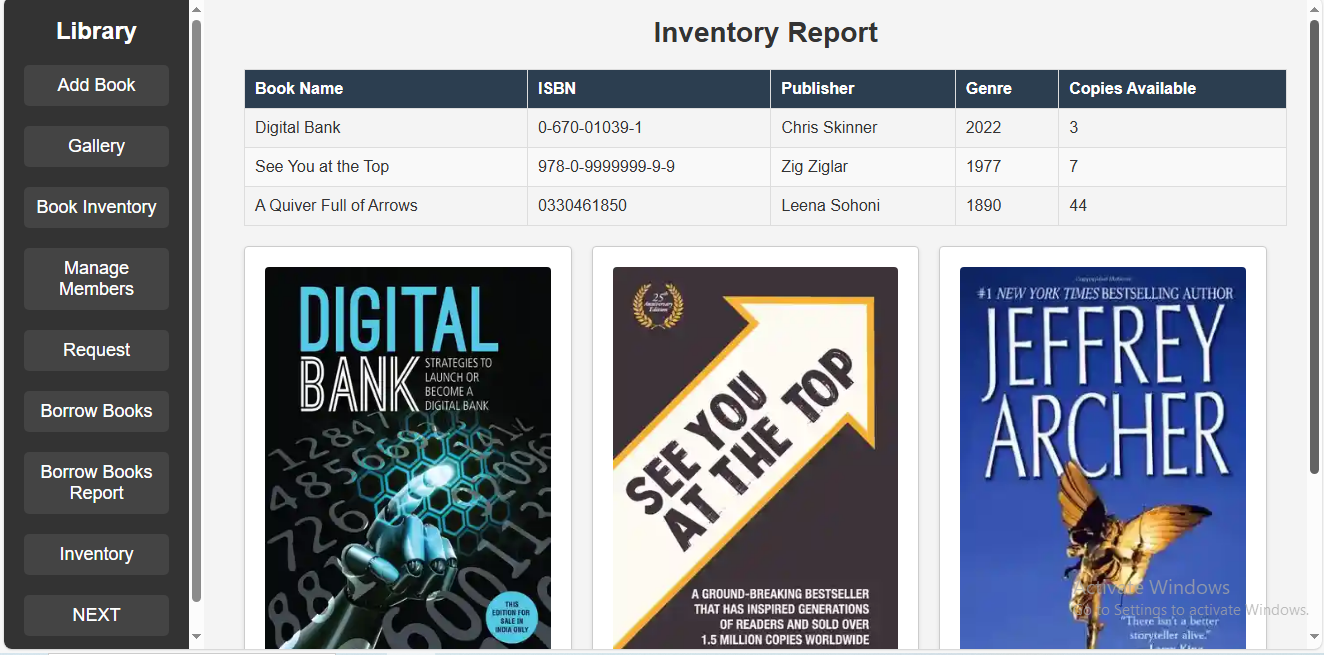 Library
Add Book
Gallery
Book Inventory
Manage
Members
Request
Borrow Books
Borrow Books
Report
Inventory
NEXT
Inventory Report
Book Name ISBN Publisher Genre Copies Available
Digital Bank 0-670-01039-1 Chris Skinner 2022 3
See You at the Top 978-0-9999999-9-9 Zig Ziglar 1977 7
A Quiver Full of Arrows 0330461850 Leena Sohoni 1890 44
DIGITAL
BANK
STRATEGIES TO
LAUNCH OR
BECOME A
DIGITAL BANK
THIS
EDITION FOR
SALE IN
INDIA ONLY
25th
Anniversary
Edition
SEE YOU
AT THE TOP
A GROUND-BREAKING BESTSELLER
THAT HAS INSPIRED GENERATIONS
OF READERS AND SOLD OVER
1.5 MILLION COPIES WORLDWIDE
#1 NEW YORK TIMES BESTSELLING AUTHOR
JEFFREY
ARCHER
"There isn't a better
storyteller alive."
Activate Windows
Go to Settings to activate Windows.